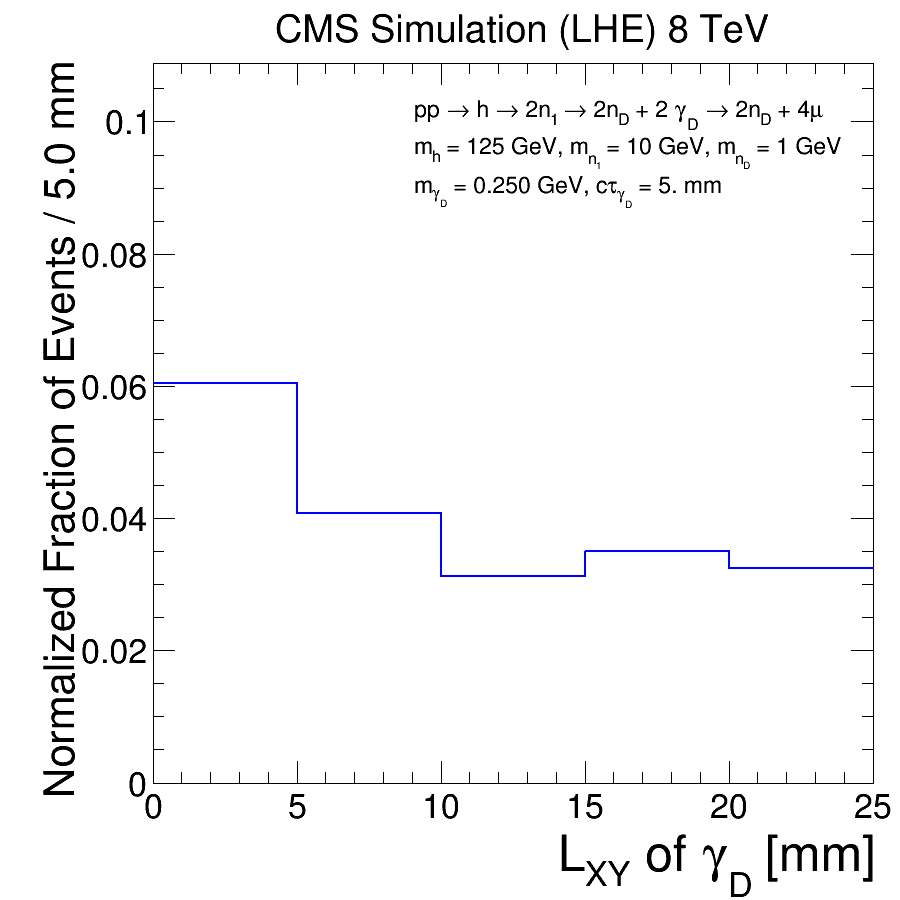 CMS Simulation (LHE) 8 TeV
pp → h → 2n₁ → 2n_D + 2 γ_D → 2n_D + 4μ
m_h = 125 GeV, m_n₁ = 10 GeV, m_n_D = 1 GeV
m_γ_D = 0.250 GeV, cτ_γ_D = 5. mm
Normalized Fraction of Events / 5.0 mm
0.1
0.08
0.06
0.04
0.02
0
0 5 10 15 20 25
L_XY of γ_D [mm]